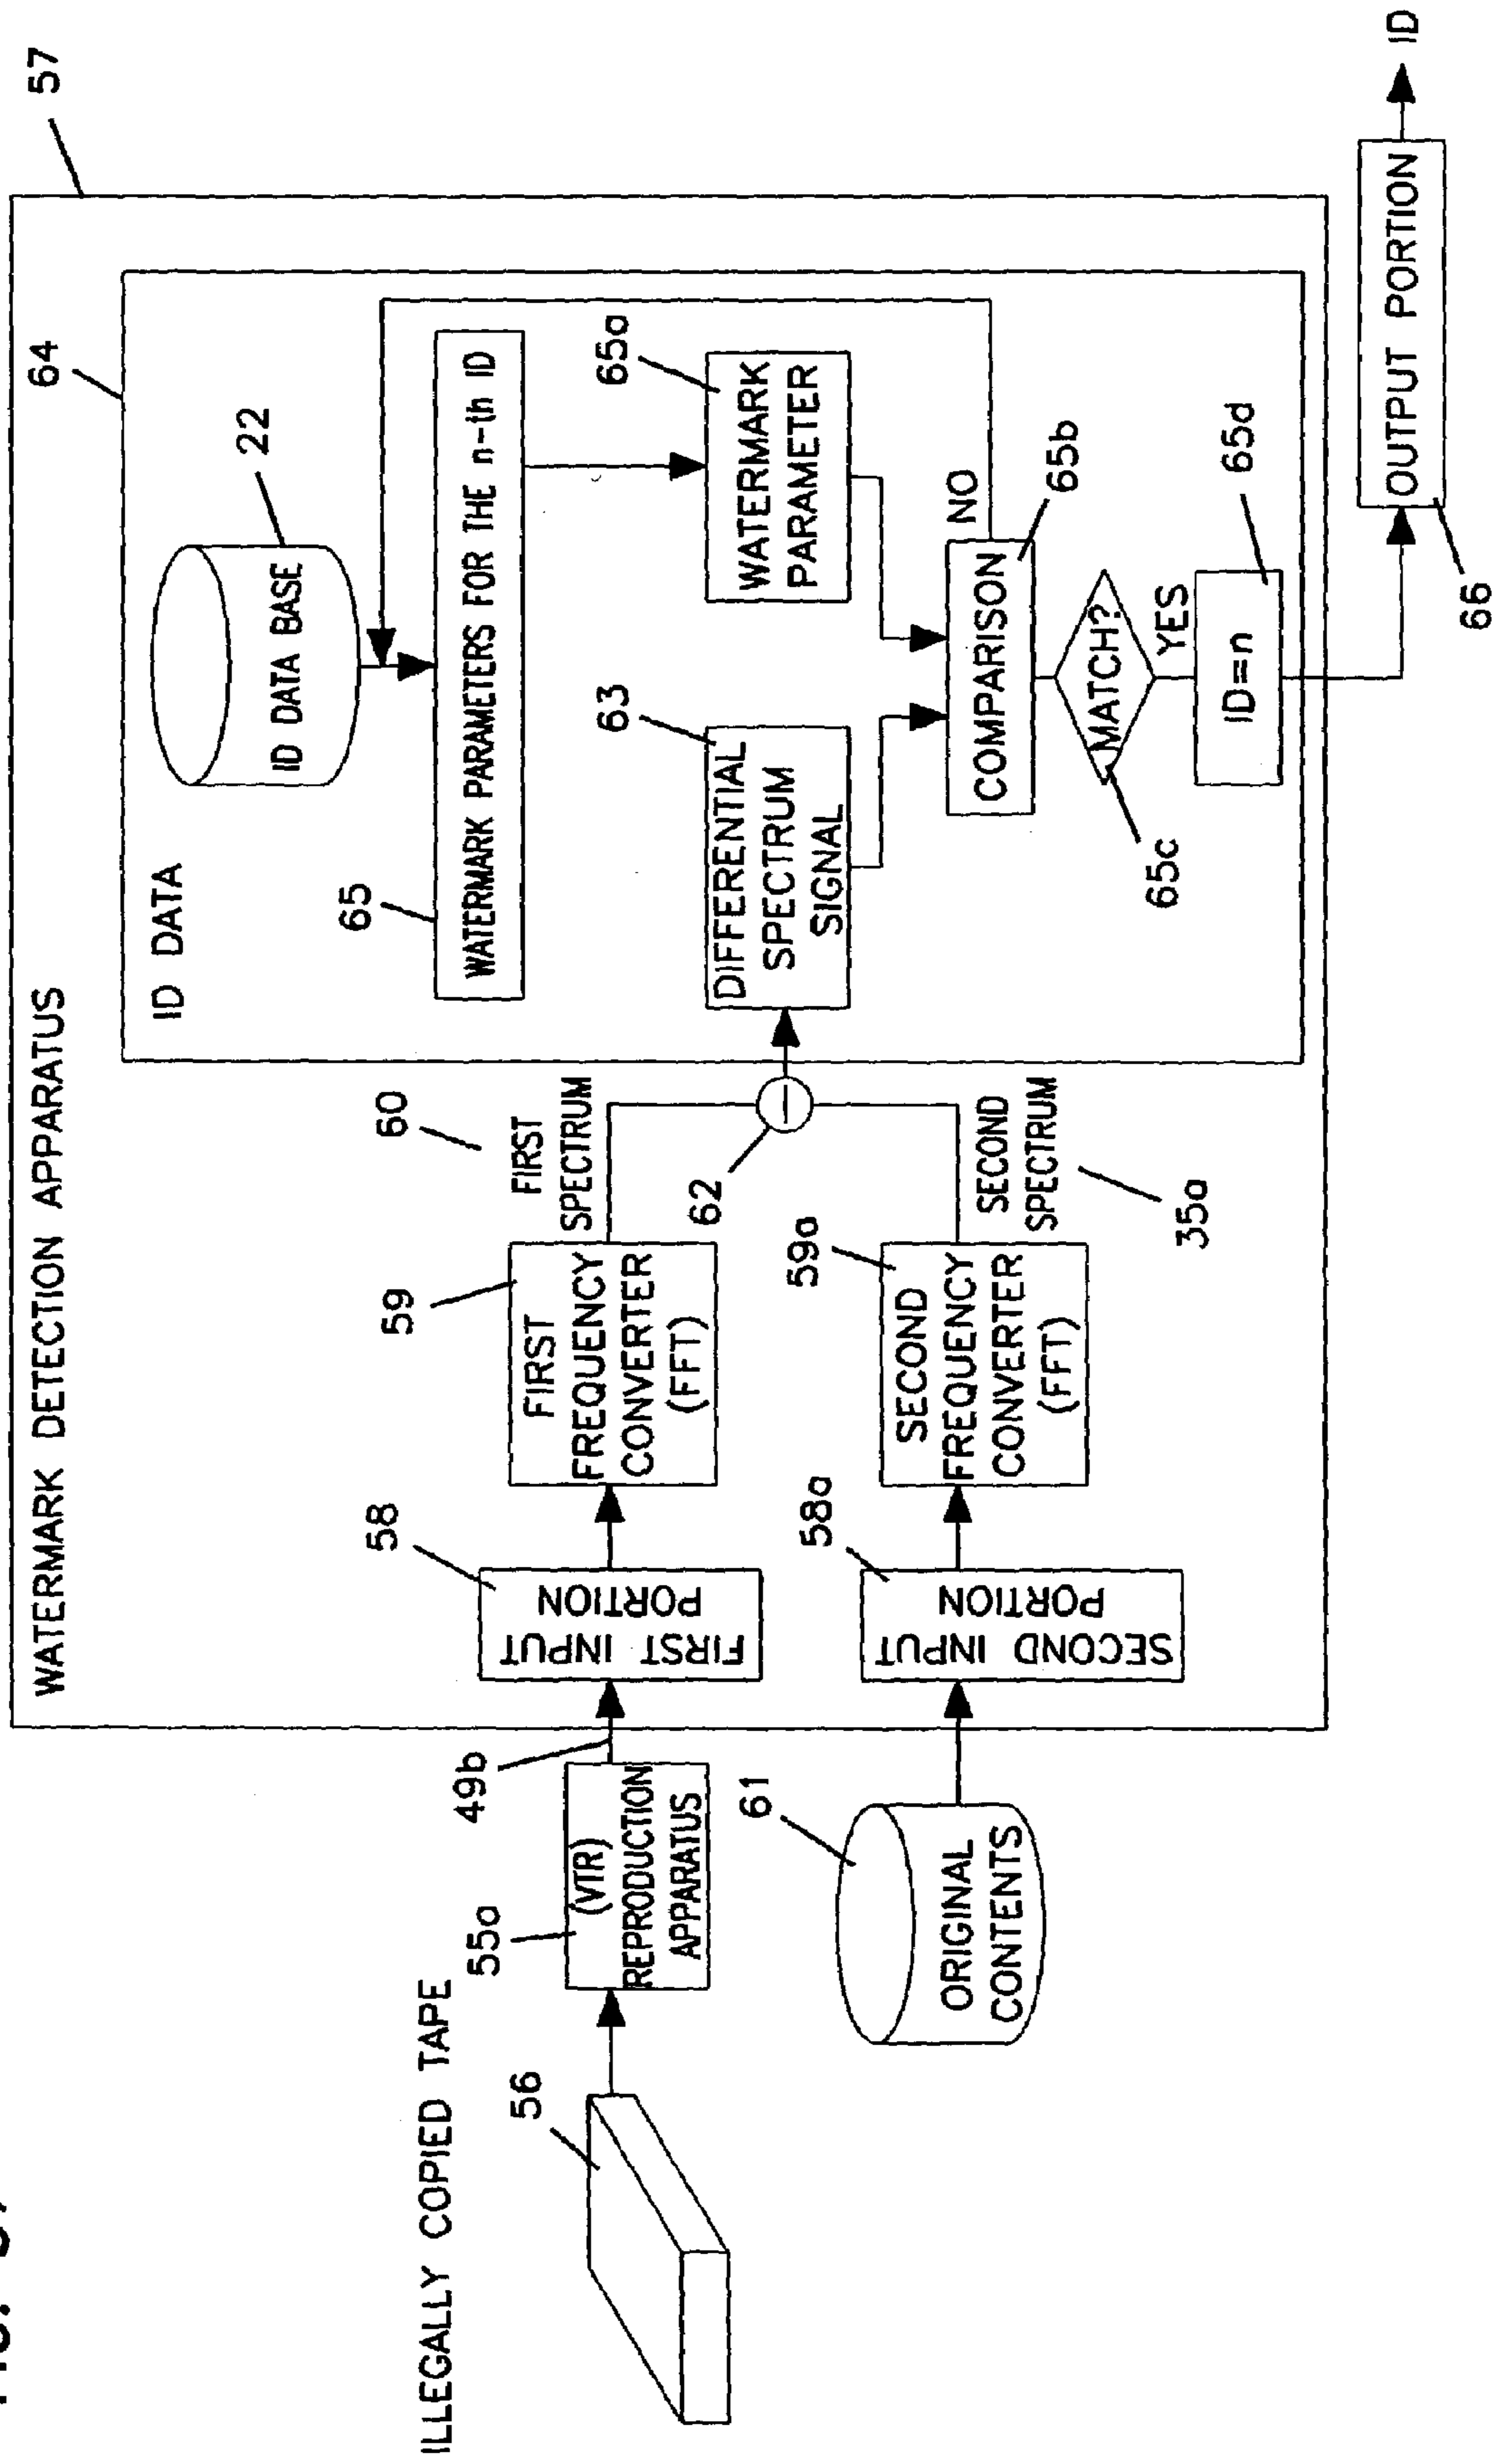 WATERMARK DETECTION APPARATUS
57
64
ID DATA
22
ID DATA BASE
65
WATERMARK PARAMETERS FOR THE n-th ID
65a
WATERMARK
PARAMETER
63
DIFFERENTIAL
SPECTRUM
SIGNAL
COMPARISON
NO
65b
MATCH?
65c
YES
ID=n
65d
OUTPUT PORTION
66
ID
ILLEGALLY COPIED TAPE
56
55a
(VTR)
REPRODUCTION
APPARATUS
49b
58
FIRST INPUT
PORTION
59
FIRST
FREQUENCY
CONVERTER
(FFT)
60
FIRST
SPECTRUM
62
61
ORIGINAL
CONTENTS
58a
SECOND INPUT
PORTION
59a
SECOND
FREQUENCY
CONVERTER
(FFT)
SECOND
SPECTRUM
35a